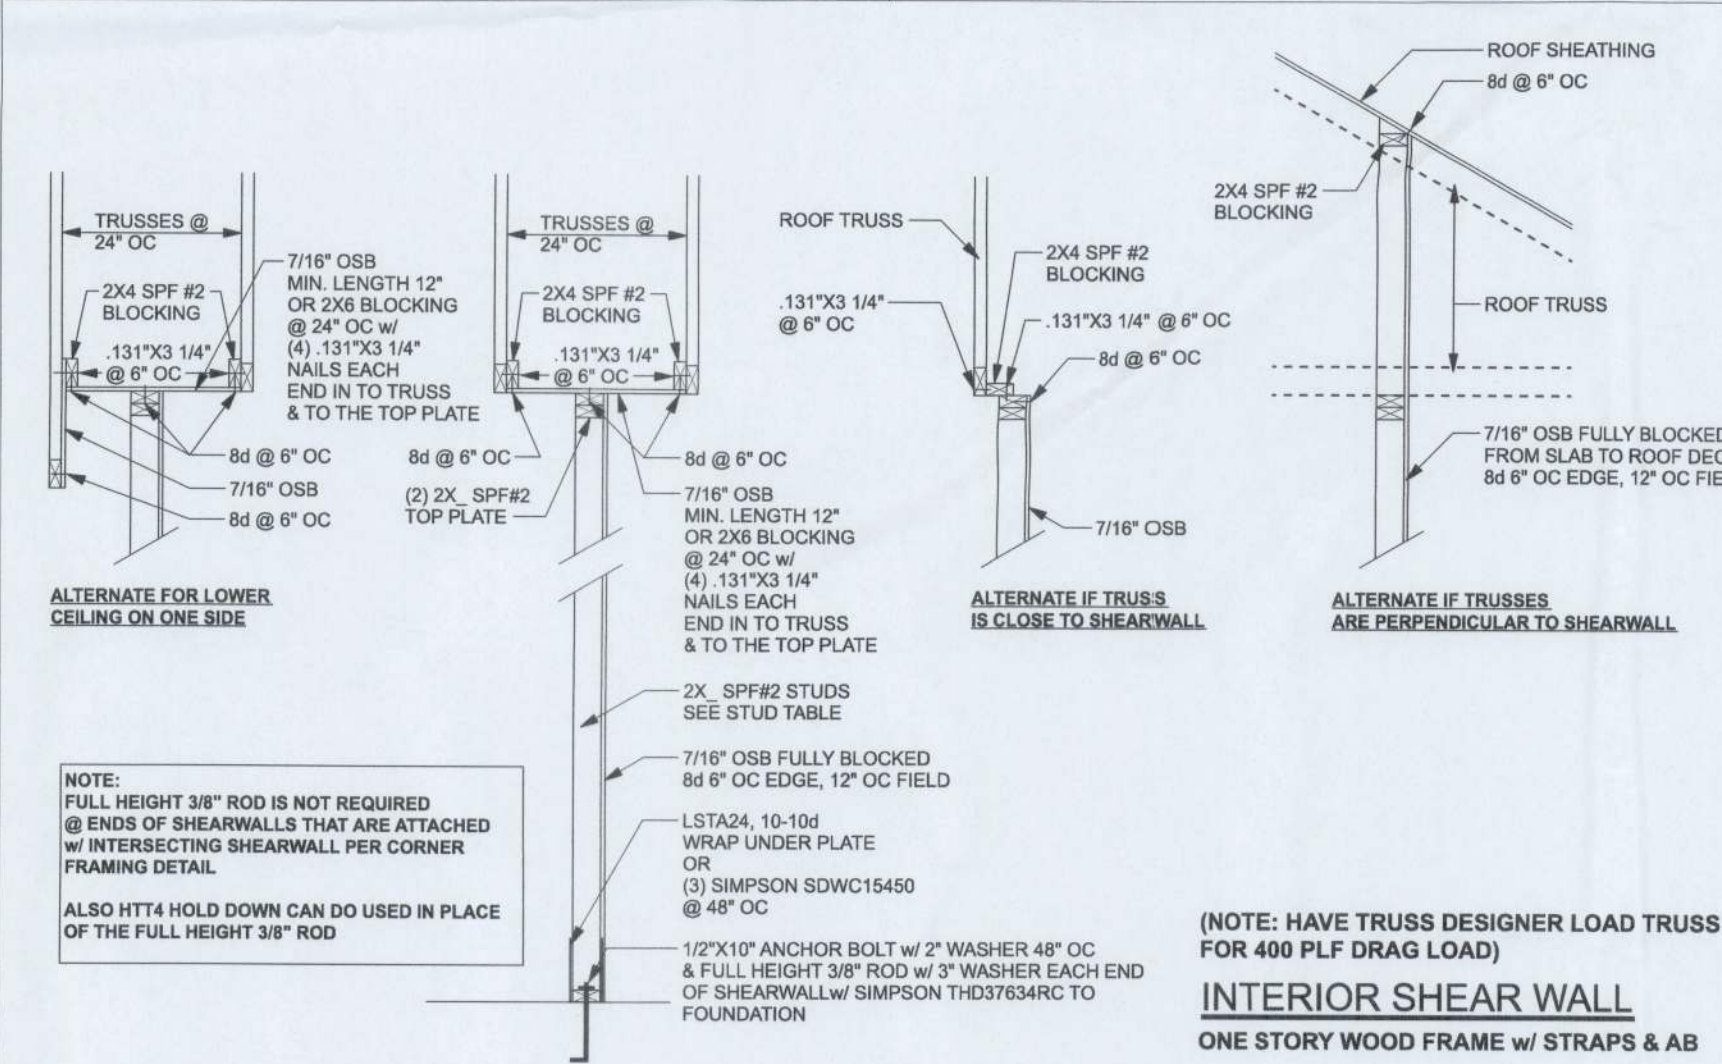 TRUSSES @
24" OC
7/16" OSB
MIN. LENGTH 12"
OR 2X6 BLOCKING
@ 24" OC w/
(4) .131"X3 1/4"
NAILS EACH
END IN TO TRUSS
& TO THE TOP PLATE
2X4 SPF #2
BLOCKING
.131"X3 1/4"
@ 6" OC
8d @ 6" OC
7/16" OSB
8d @ 6" OC
ALTERNATE FOR LOWER
CEILING ON ONE SIDE
TRUSSES @
24" OC
2X4 SPF #2
BLOCKING
.131"X3 1/4"
@ 6" OC
8d @ 6" OC
(2) 2X_ SPF#2
TOP PLATE
8d @ 6" OC
7/16" OSB
MIN. LENGTH 12"
OR 2X6 BLOCKING
@ 24" OC w/
(4) .131"X3 1/4"
NAILS EACH
END IN TO TRUSS
& TO THE TOP PLATE
2X_ SPF#2 STUDS
SEE STUD TABLE
7/16" OSB FULLY BLOCKED
8d 6" OC EDGE, 12" OC FIELD
LSTA24, 10-10d
WRAP UNDER PLATE
OR
(3) SIMPSON SDWC15450
@ 48" OC
1/2"X10" ANCHOR BOLT w/ 2" WASHER 48" OC
& FULL HEIGHT 3/8" ROD w/ 3" WASHER EACH END
OF SHEARWALLw/ SIMPSON THD37634RC TO
FOUNDATION
ROOF TRUSS
2X4 SPF #2
BLOCKING
.131"X3 1/4"
@ 6" OC
.131"X3 1/4" @ 6" OC
8d @ 6" OC
7/16" OSB
ALTERNATE IF TRUSS
IS CLOSE TO SHEARWALL
ROOF SHEATHING
8d @ 6" OC
2X4 SPF #2
BLOCKING
ROOF TRUSS
7/16" OSB FULLY BLOCKED
FROM SLAB TO ROOF DEC
8d 6" OC EDGE, 12" OC FIE
ALTERNATE IF TRUSSES
ARE PERPENDICULAR TO SHEARWALL
NOTE:
FULL HEIGHT 3/8" ROD IS NOT REQUIRED
@ ENDS OF SHEARWALLS THAT ARE ATTACHED
w/ INTERSECTING SHEARWALL PER CORNER
FRAMING DETAIL
ALSO HTT4 HOLD DOWN CAN DO USED IN PLACE
OF THE FULL HEIGHT 3/8" ROD
(NOTE: HAVE TRUSS DESIGNER LOAD TRUSS
FOR 400 PLF DRAG LOAD)
INTERIOR SHEAR WALL
ONE STORY WOOD FRAME w/ STRAPS & AB